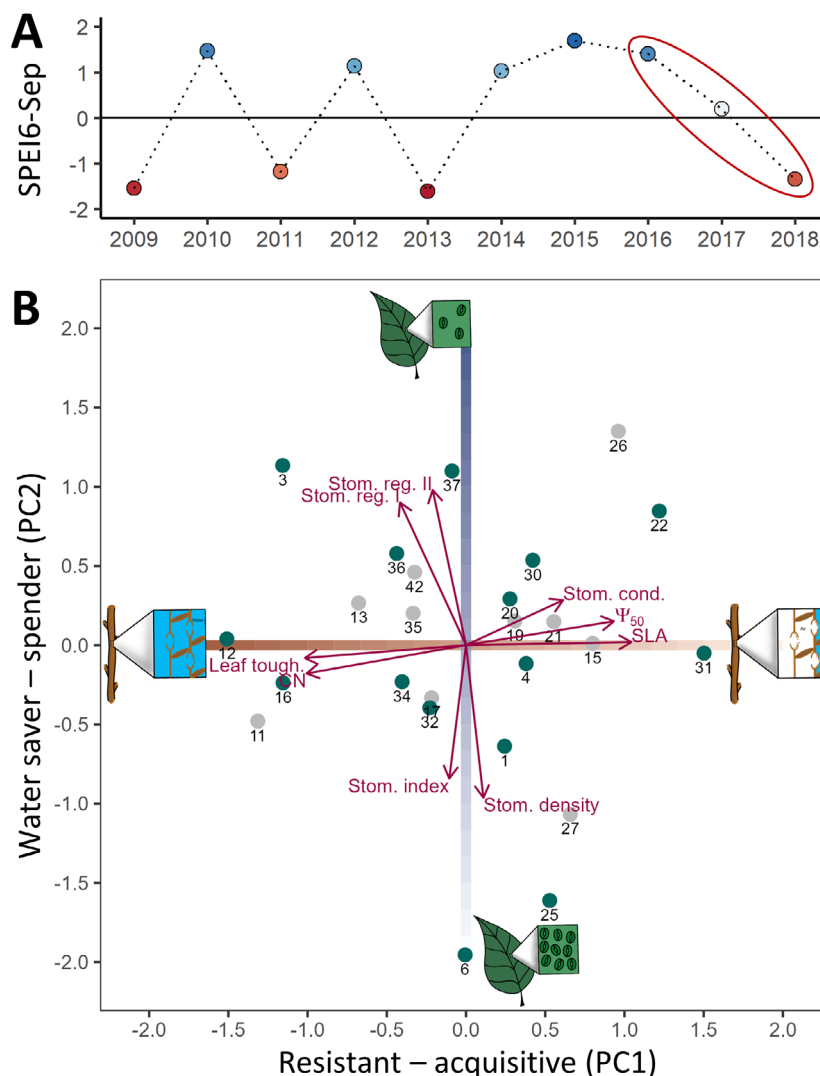 A
SPEI6-Sep
2
1
0
-1
-2
2009 2010 2011 2012 2013 2014 2015 2016 2017 2018
B
Water saver – spender (PC2)
2.0
1.5
1.0
0.5
0.0
-0.5
-1.0
-1.5
-2.0
26
3
37
Stom. reg. II
Stom. reg. I
22
36
42
30
20
Stom. cond.
13
35
19
21
Ψ50
SLA
12
15
31
Leaf tough.
CN
16
34
4
17
32
11
1
Stom. index
Stom. density
27
25
6
-2.0 -1.5 -1.0 -0.5 0.0 0.5 1.0 1.5 2.0
Resistant – acquisitive (PC1)